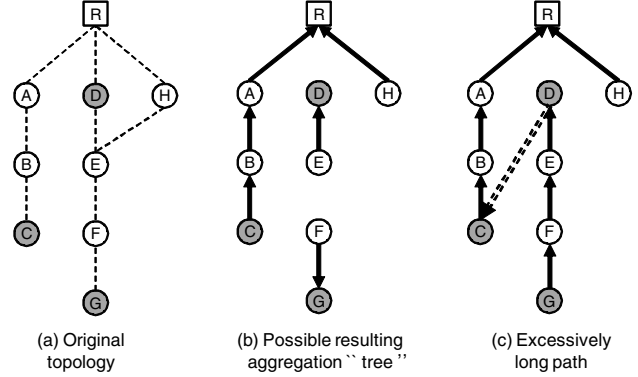 R
R
R
A
D
H
A
D
H
A
D
H
B
E
B
E
B
E
C
F
C
F
C
F
G
G
G
(a) Original
topology
(b) Possible resulting
aggregation `` tree ''
(c) Excessively
long path